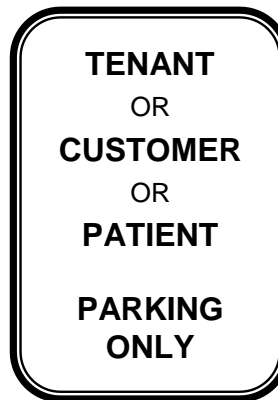 TENANT
OR
CUSTOMER
OR
PATIENT
PARKING
ONLY